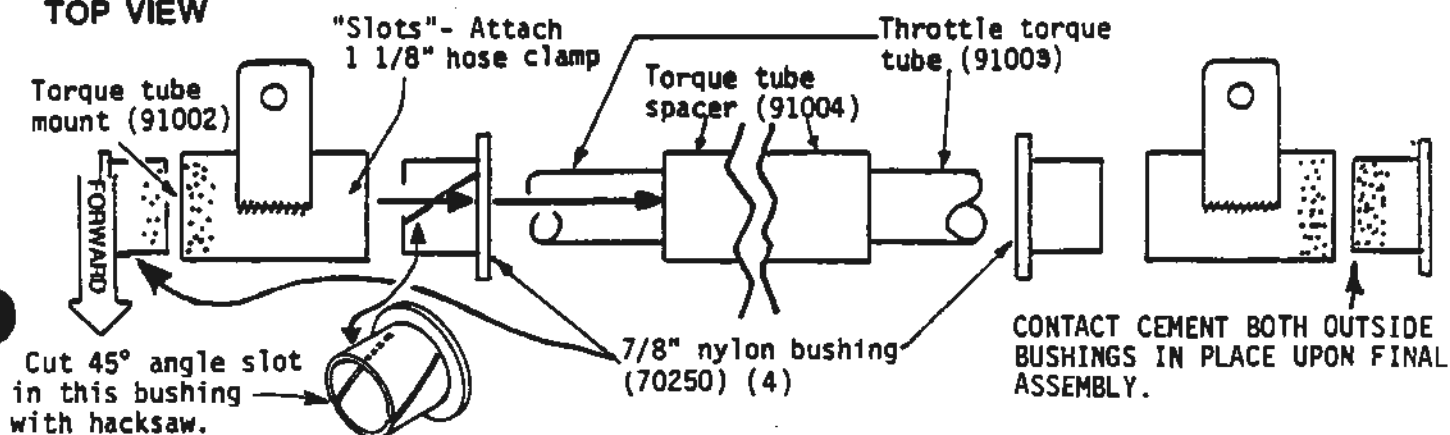 TOP VIEW
"Slots"- Attach
1 1/8" hose clamp
Throttle torque
tube (91003)
Torque tube
mount (91002)
Torque tube
spacer (91004)
FORWARD
Cut 45° angle slot
in this bushing
with hacksaw.
7/8" nylon bushing
(70250) (4)
CONTACT CEMENT BOTH OUTSIDE
BUSHINGS IN PLACE UPON FINAL
ASSEMBLY.